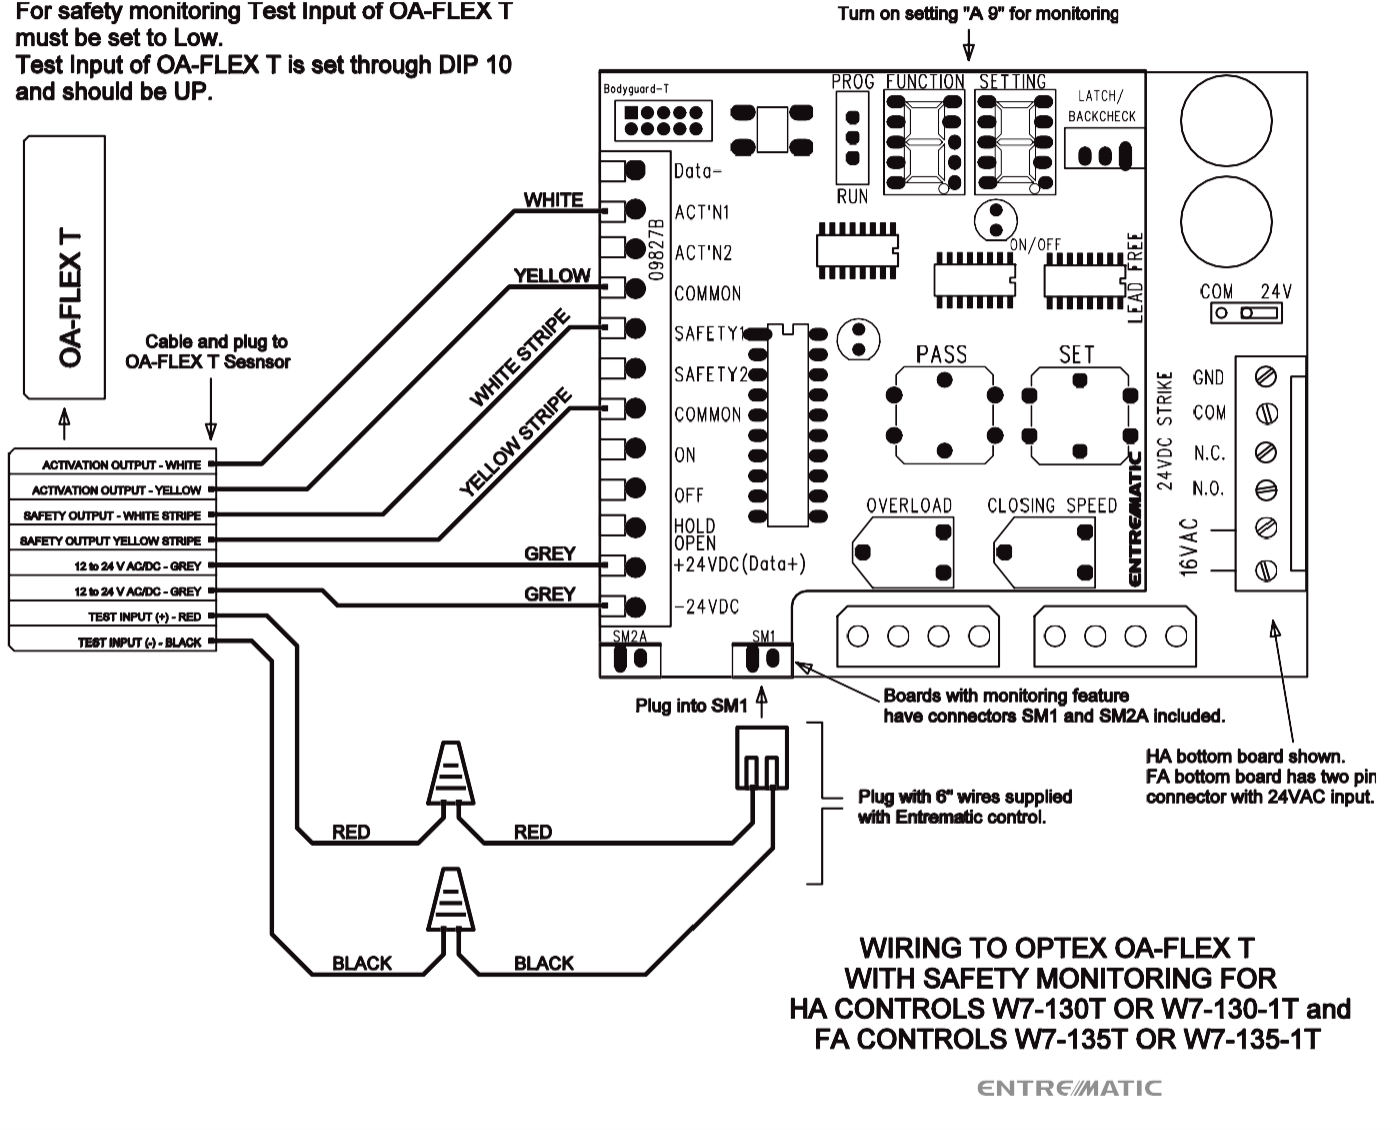 For safety monitoring Test Input of OA-FLEX T
must be set to Low.
Test Input of OA-FLEX T is set through DIP 10
and should be UP.
Turn on setting "A 9" for monitoring
Bodyguard-T
PROG
FUNCTION
SETTING
LATCH/
BACKCHECK
RUN
ON/OFF
LEAD FREE
09827B
Data-
ACT'N1
ACT'N2
COMMON
SAFETY1
SAFETY2
COMMON
ON
OFF
HOLD
OPEN
+24VDC(Data+)
-24VDC
SM2A
SM1
PASS
SET
OVERLOAD
CLOSING SPEED
ENTREMATIC
COM 24V
24VDC STRIKE
GND
COM
N.C.
N.O.
16VAC
OA-FLEX T
Cable and plug to
OA-FLEX T Sesnsor
WHITE
YELLOW
WHITE STRIPE
YELLOW STRIPE
GREY
GREY
ACTIVATION OUTPUT - WHITE
ACTIVATION OUTPUT - YELLOW
SAFETY OUTPUT - WHITE STRIPE
SAFETY OUTPUT YELLOW STRIPE
12 to 24 V AC/DC - GREY
12 to 24 V AC/DC - GREY
TEST INPUT (+) - RED
TEST INPUT (-) - BLACK
Plug into SM1
Boards with monitoring feature
have connectors SM1 and SM2A included.
HA bottom board shown.
FA bottom board has two pin
connector with 24VAC input.
Plug with 6" wires supplied
with Entrematic control.
RED
RED
BLACK
BLACK
WIRING TO OPTEX OA-FLEX T
WITH SAFETY MONITORING FOR
HA CONTROLS W7-130T OR W7-130-1T and
FA CONTROLS W7-135T OR W7-135-1T
ENTREMATIC